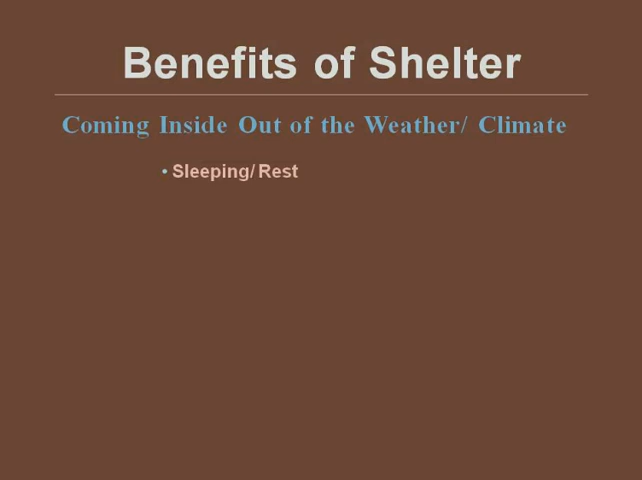 Benefits of Shelter
Coming Inside Out of the Weather/ Climate
• Sleeping/ Rest